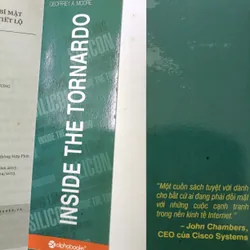 BÍ MẬT
TIẾT LỘ
GEOFFREY A. MOORE
INSIDE THE TORNARDO
alphabooks
SILICON
"Một cuốn sách tuyệt vời dành
cho bất cứ ai đang phải đối mặt
với những cuộc cạnh tranh
trong nền kinh tế Internet."
– John Chambers,
CEO của Cisco Systems